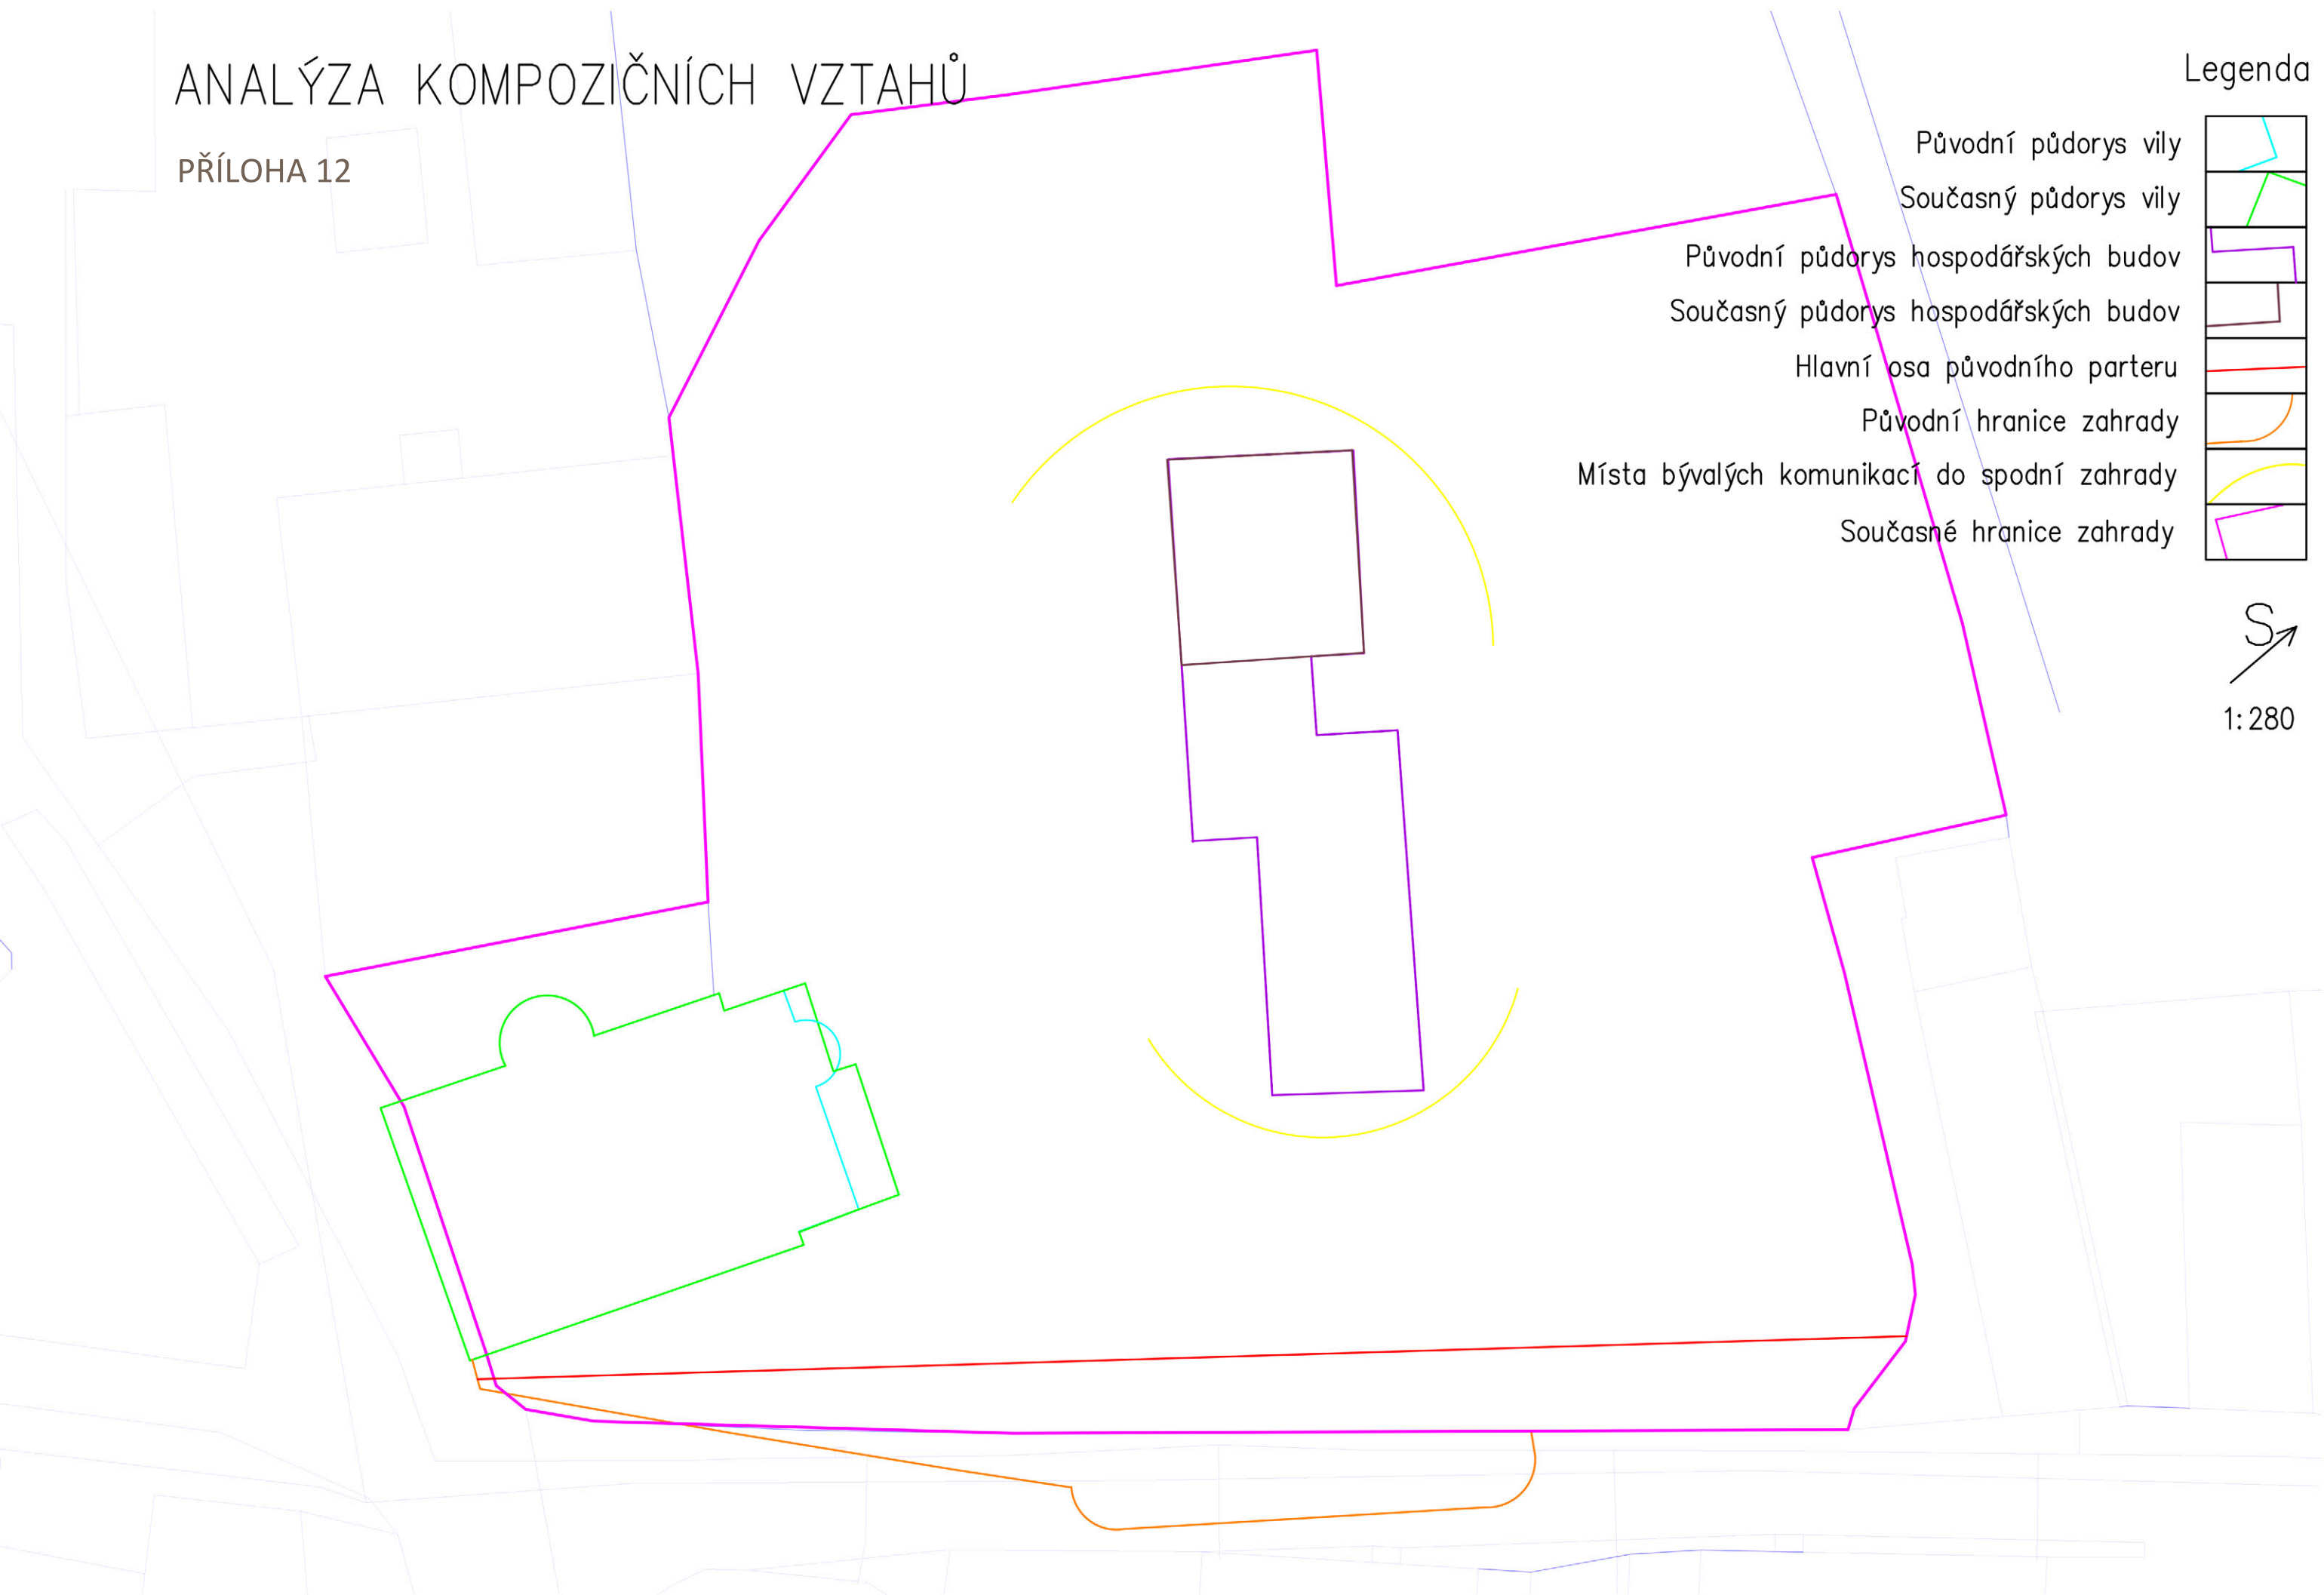 ANALÝZA KOMPOZIČNÍCH VZTAHŮ
PŘÍLOHA 12
Legenda
Původní půdorys vily
Současný půdorys vily
Původní půdorys hospodářských budov
Současný půdorys hospodářských budov
Hlavní osa původního parteru
Původní hranice zahrady
Místa bývalých komunikací do spodní zahrady
Současné hranice zahrady
S
1:280